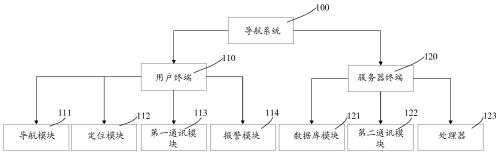 100
导航系统
110
用户终端
120
服务器终端
111
导航模块
112
定位模块
113
第一通讯模
块
114
报警模块
121
数据库模块
122
第二通讯模
块
123
处理器